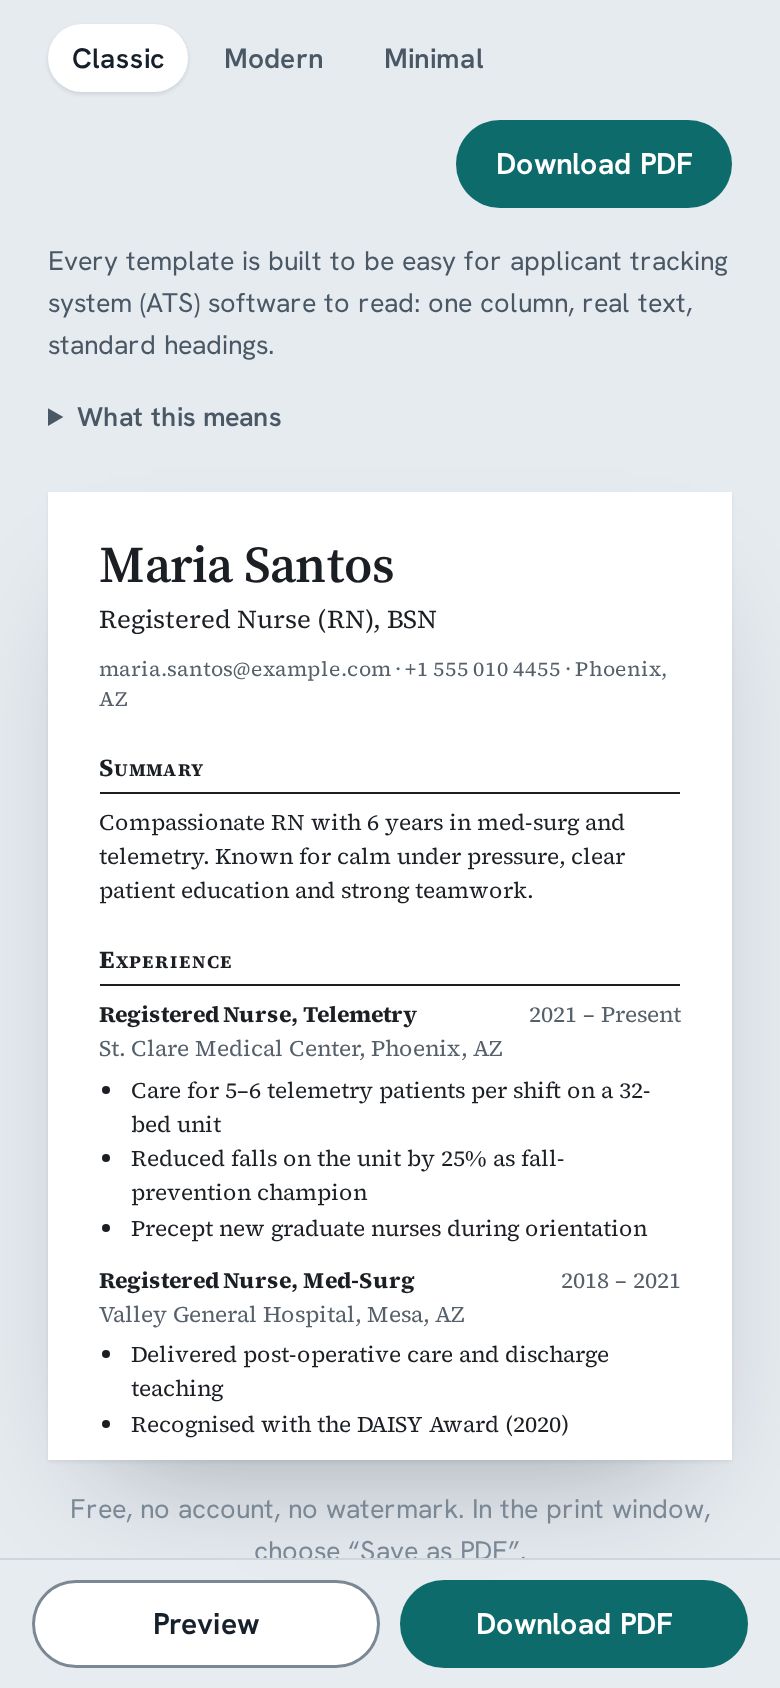 Classic Modern Minimal
Download PDF
Every template is built to be easy for applicant tracking
system (ATS) software to read: one column, real text,
standard headings.
What this means
Maria Santos
Registered Nurse (RN), BSN
maria.santos@example.com · +1 555 010 4455 · Phoenix,
AZ
Summary
Compassionate RN with 6 years in med-surg and
telemetry. Known for calm under pressure, clear
patient education and strong teamwork.
Experience
Registered Nurse, Telemetry 2021 – Present
St. Clare Medical Center, Phoenix, AZ
• Care for 5–6 telemetry patients per shift on a 32-
bed unit
• Reduced falls on the unit by 25% as fall-
prevention champion
• Precept new graduate nurses during orientation
Registered Nurse, Med-Surg 2018 – 2021
Valley General Hospital, Mesa, AZ
• Delivered post-operative care and discharge
teaching
• Recognised with the DAISY Award (2020)
Free, no account, no watermark. In the print window,
choose “Save as PDF”.
Preview Download PDF